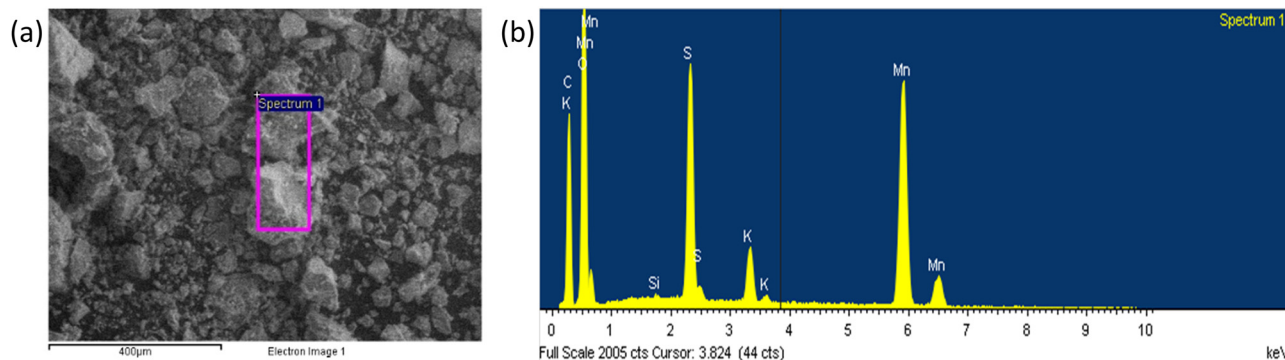 (a)
Spectrum 1
400µm
Electron Image 1
(b)
Spectrum 1
Mn
Mn
O
C
K
S
S
Si
K
K
Mn
Mn
0 1 2 3 4 5 6 7 8 9 10
Full Scale 2005 cts Cursor: 3.824 (44 cts)
keV